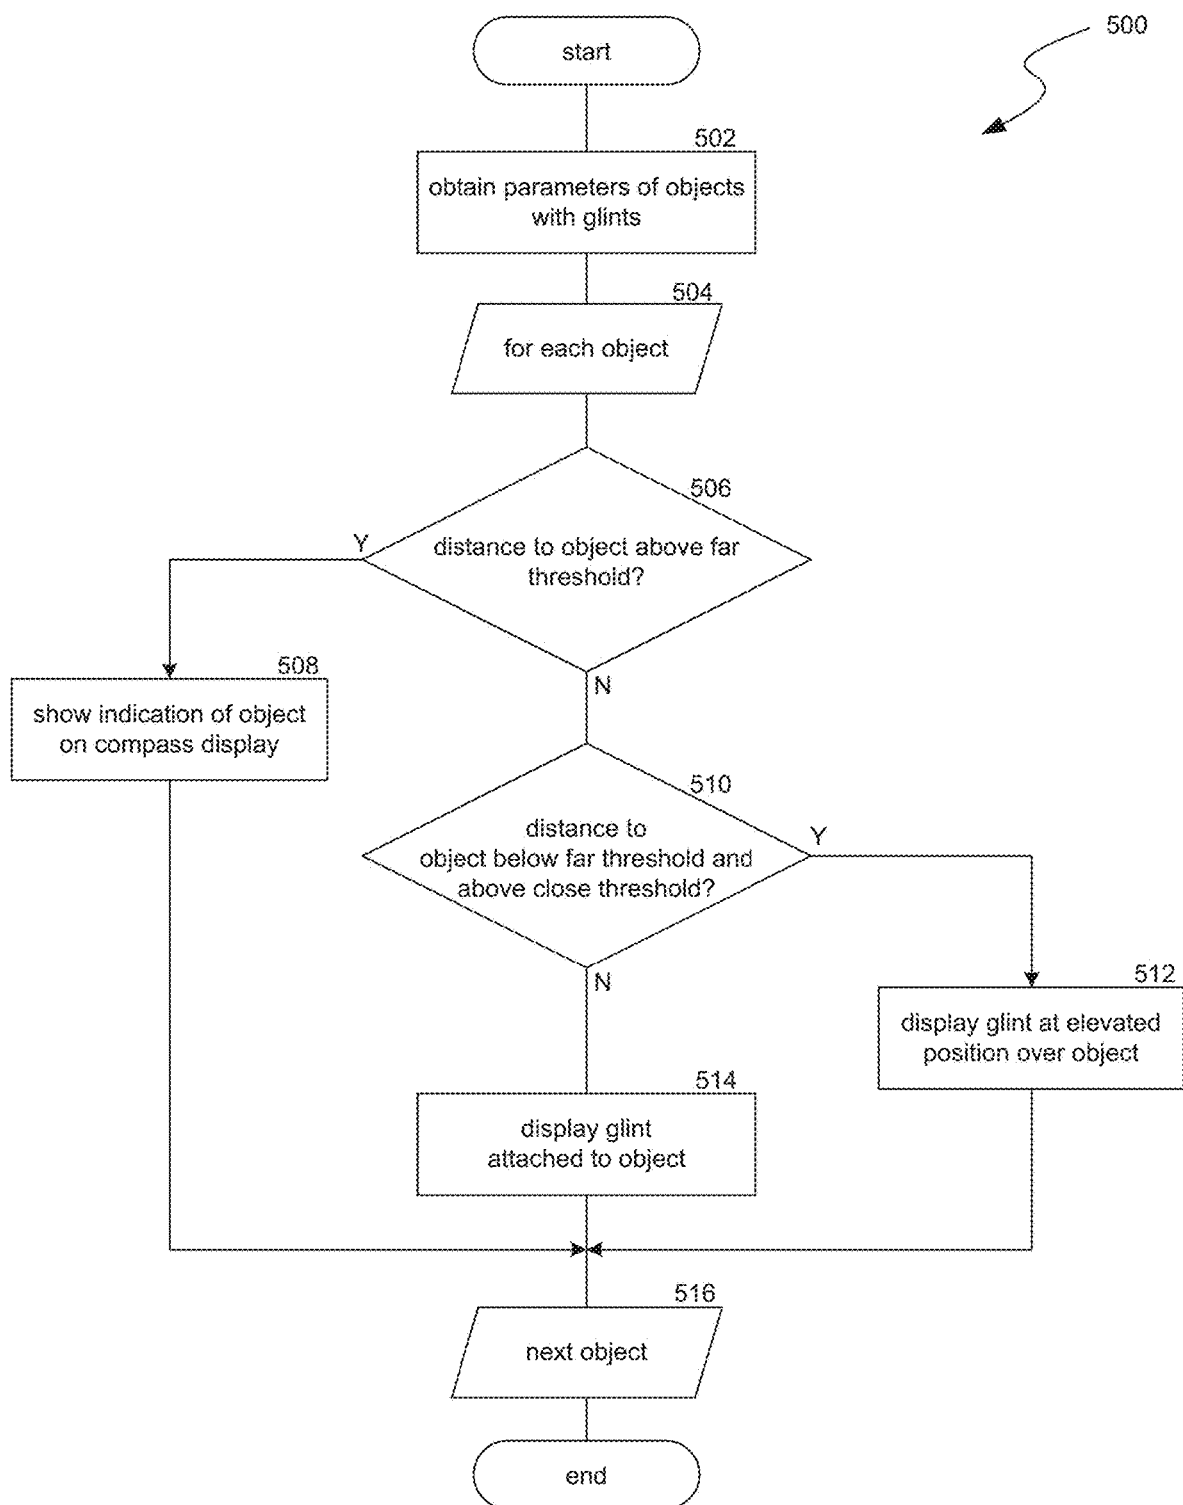 start
500
502
obtain parameters of objects
with glints
504
for each object
506
Y
distance to object above far
threshold?
N
508
show indication of object
on compass display
510
Y
distance to
object below far threshold and
above close threshold?
N
512
display glint at elevated
position over object
514
display glint
attached to object
516
next object
end